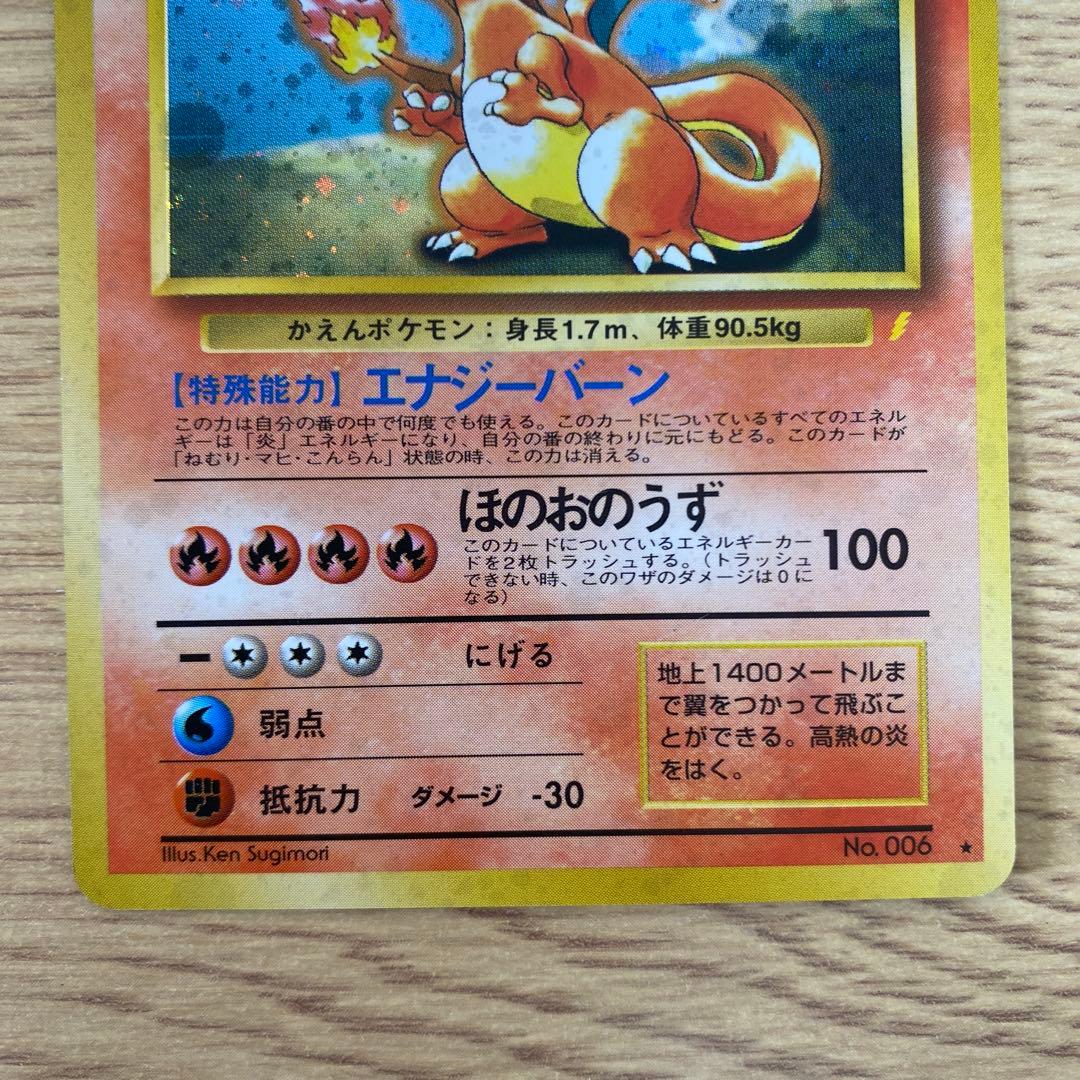 かえんポケモン：身長1.7m、体重90.5kg
【特殊能力】エナジーバーン
この力は自分の番の中で何度でも使える。このカードについているすべてのエネル
ギーは「炎」エネルギーになり、自分の番の終わりに元にもどる。このカードが
「ねむり・マヒ・こんらん」状態の時、この力は消える。
ほのおのうず
このカードについているエネルギーカー
ドを2枚トラッシュする。（トラッシュ
できない時、このワザのダメージは0に
なる）
100
にげる
弱点
抵抗力 ダメージ -30
地上1400メートルま
で翼をつかって飛ぶこ
とができる。高熱の炎
をはく。
Illus.Ken Sugimori
No. 006 ★